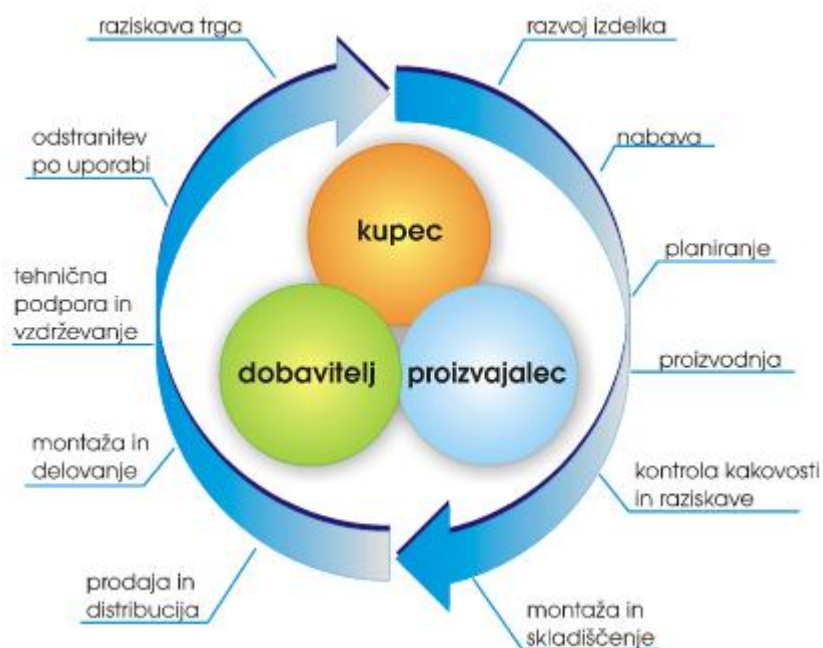 raziskava trga
razvoj izdelka
odstranitev
po uporabi
nabava
kupec
planiranje
tehnična
podpora in
vzdrževanje
dobavitelj
proizvajalec
proizvodnja
montaža in
delovanje
kontrola kakovosti
in raziskave
prodaja in
distribucija
montaža in
skladiščenje